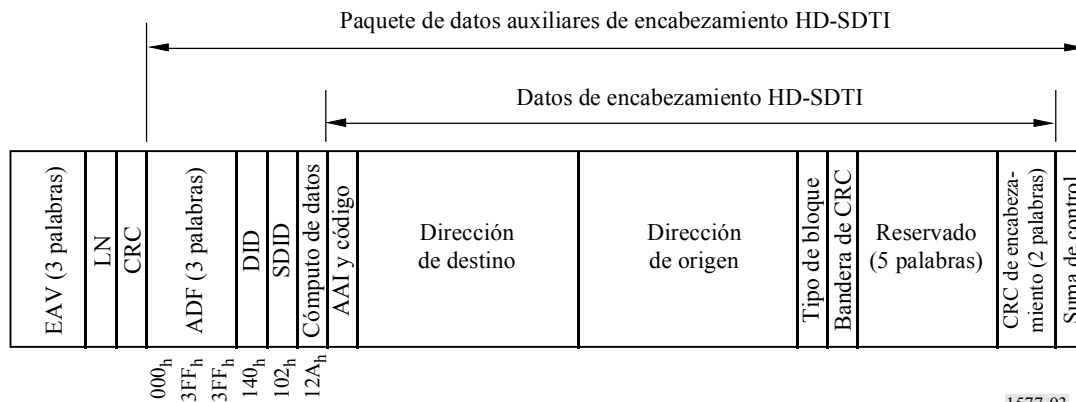 Paquete de datos auxiliares de encabezamiento HD-SDTI
Datos de encabezamiento HD-SDTI
EAV (3 palabras)
LN
CRC
ADF (3 palabras)
DID
SDID
Cómputo de datos
AAI y código
Dirección
de destino
Dirección
de origen
Tipo de bloque
Bandera de CRC
Reservado
(5 palabras)
CRC de encabeza-
miento (2 palabras)
Suma de control
000h
3FFh
3FFh
140h
102h
12Ah
1577-03